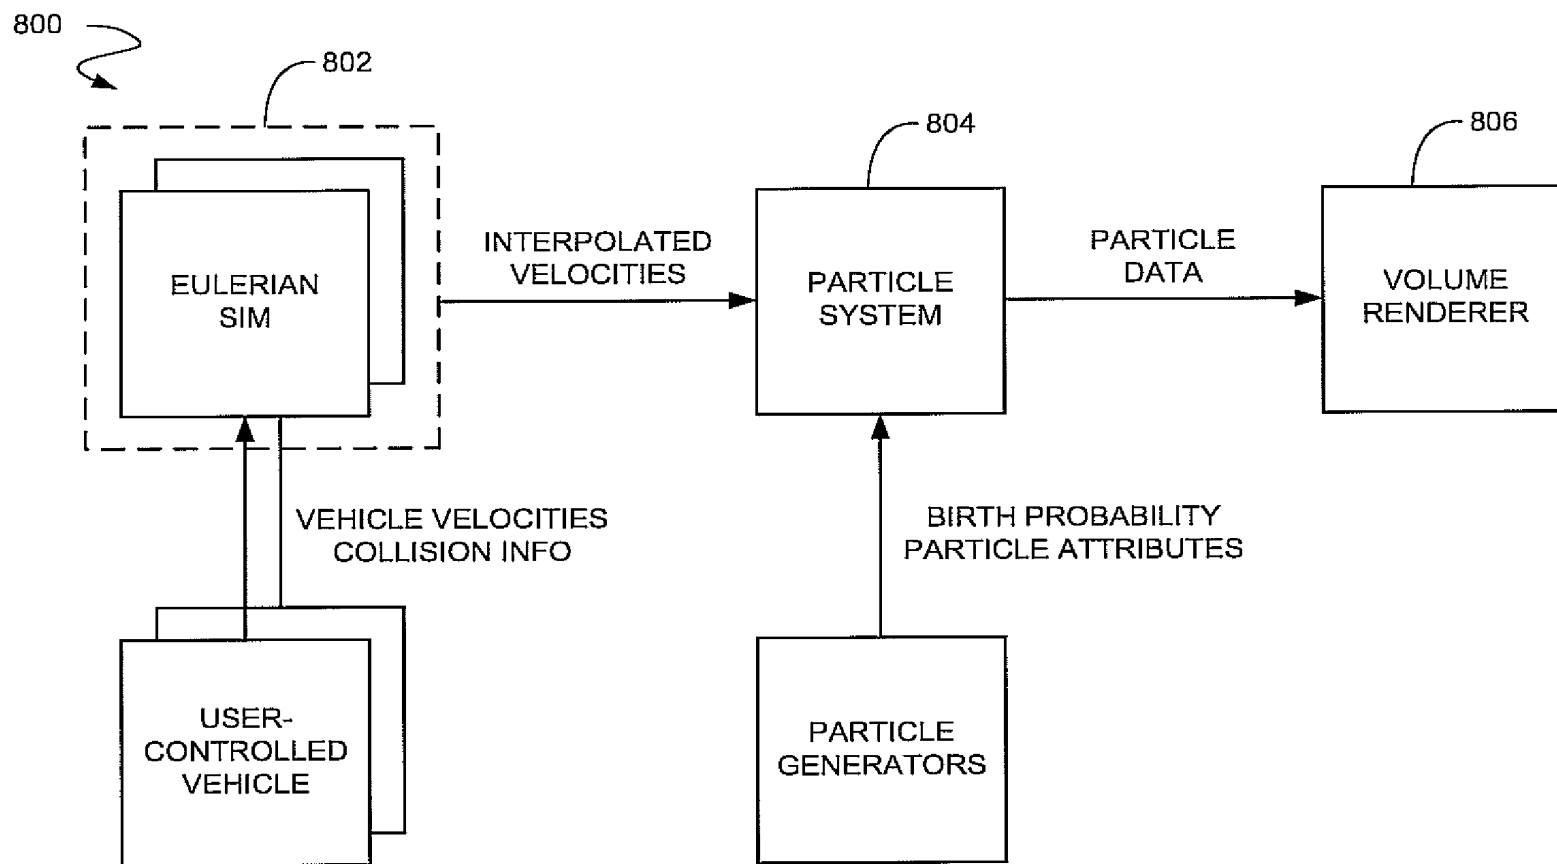 800
802
804
806
EULERIAN
SIM
INTERPOLATED
VELOCITIES
PARTICLE
SYSTEM
PARTICLE
DATA
VOLUME
RENDERER
VEHICLE VELOCITIES
COLLISION INFO
BIRTH PROBABILITY
PARTICLE ATTRIBUTES
USER-
CONTROLLED
VEHICLE
PARTICLE
GENERATORS